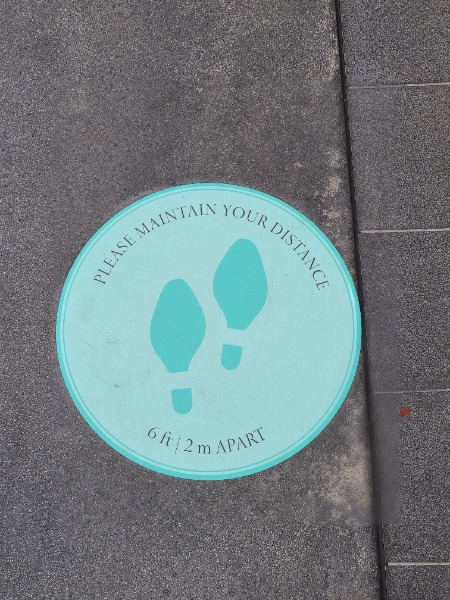 PLEASE MAINTAIN YOUR DISTANCE
6 ft | 2 m APART